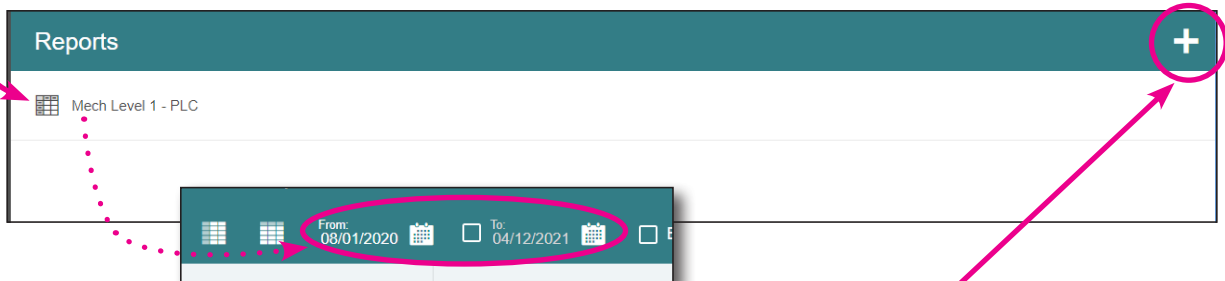 Reports
Mech Level 1 - PLC
From:
08/01/2020
To:
04/12/2021